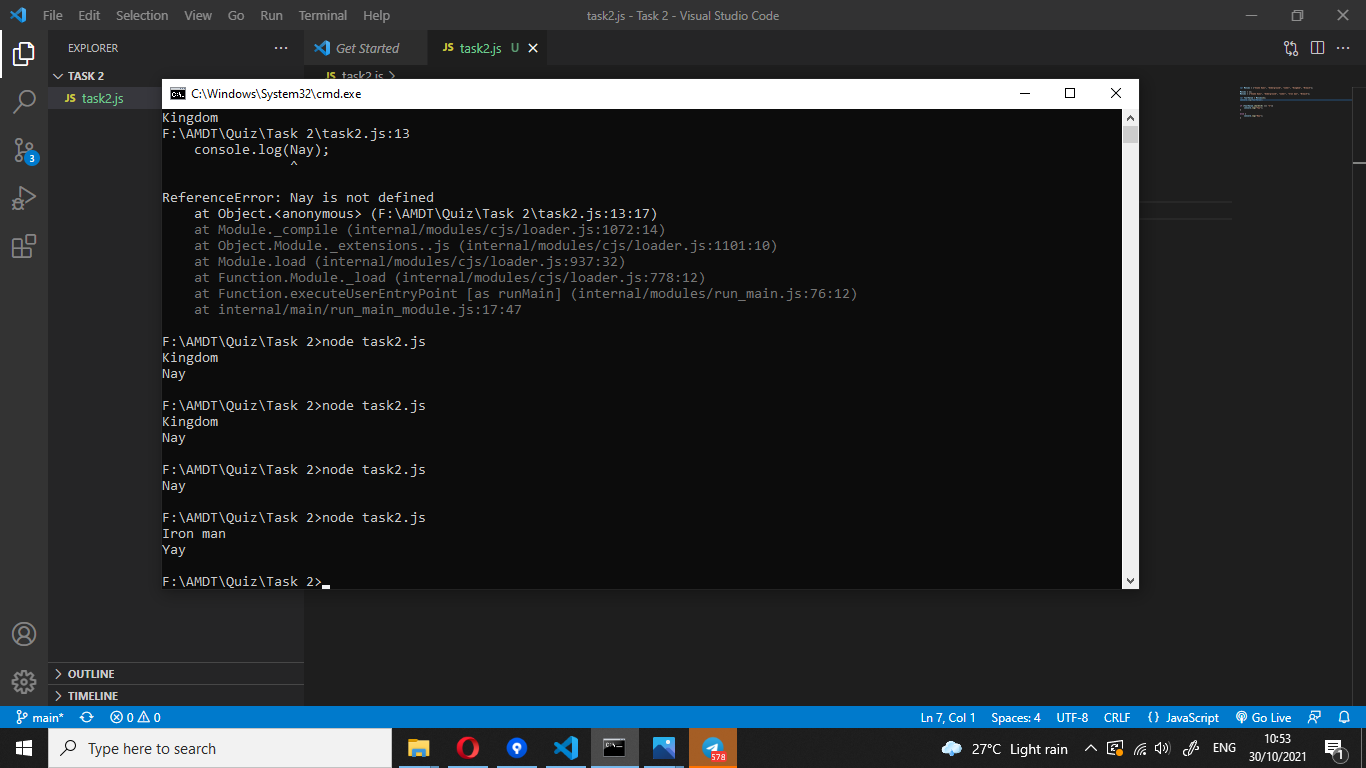 File Edit Selection View Go Run Terminal Help
task2.js - Task 2 - Visual Studio Code
EXPLORER
Get Started
JS task2.js U
TASK 2
JS task2.js
JS task2.js
C:\Windows\System32\cmd.exe
Kingdom
F:\AMDT\Quiz\Task 2\task2.js:13
    console.log(Nay);
                ^
ReferenceError: Nay is not defined
    at Object.<anonymous> (F:\AMDT\Quiz\Task 2\task2.js:13:17)
    at Module._compile (internal/modules/cjs/loader.js:1072:14)
    at Object.Module._extensions..js (internal/modules/cjs/loader.js:1101:10)
    at Module.load (internal/modules/cjs/loader.js:937:32)
    at Function.Module._load (internal/modules/cjs/loader.js:778:12)
    at Function.executeUserEntryPoint [as runMain] (internal/modules/run_main.js:76:12)
    at internal/main/run_main_module.js:17:47
F:\AMDT\Quiz\Task 2>node task2.js
Kingdom
Nay
F:\AMDT\Quiz\Task 2>node task2.js
Kingdom
Nay
F:\AMDT\Quiz\Task 2>node task2.js
Nay
F:\AMDT\Quiz\Task 2>node task2.js
Iron man
Yay
F:\AMDT\Quiz\Task 2>
3
OUTLINE
TIMELINE
main* 0 0
Ln 7, Col 1 Spaces: 4 UTF-8 CRLF {} JavaScript Go Live
Type here to search
578
27°C Light rain
ENG
10:53
30/10/2021
1